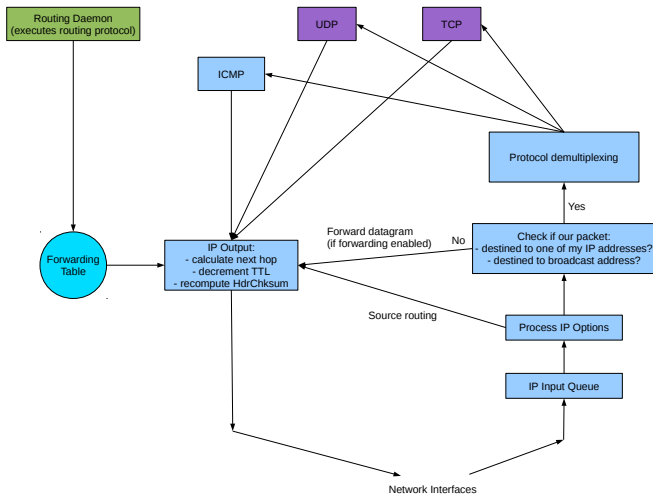 Routing Daemon
(executes routing protocol)
UDP
TCP
ICMP
Protocol demultiplexing
Yes
Forward datagram
(if forwarding enabled)
No
Check if our packet:
- destined to one of my IP addresses?
- destined to broadcast address?
IP Output:
- calculate next hop
- decrement TTL
- recompute HdrChksum
Forwarding
Table
Source routing
Process IP Options
IP Input Queue
Network Interfaces